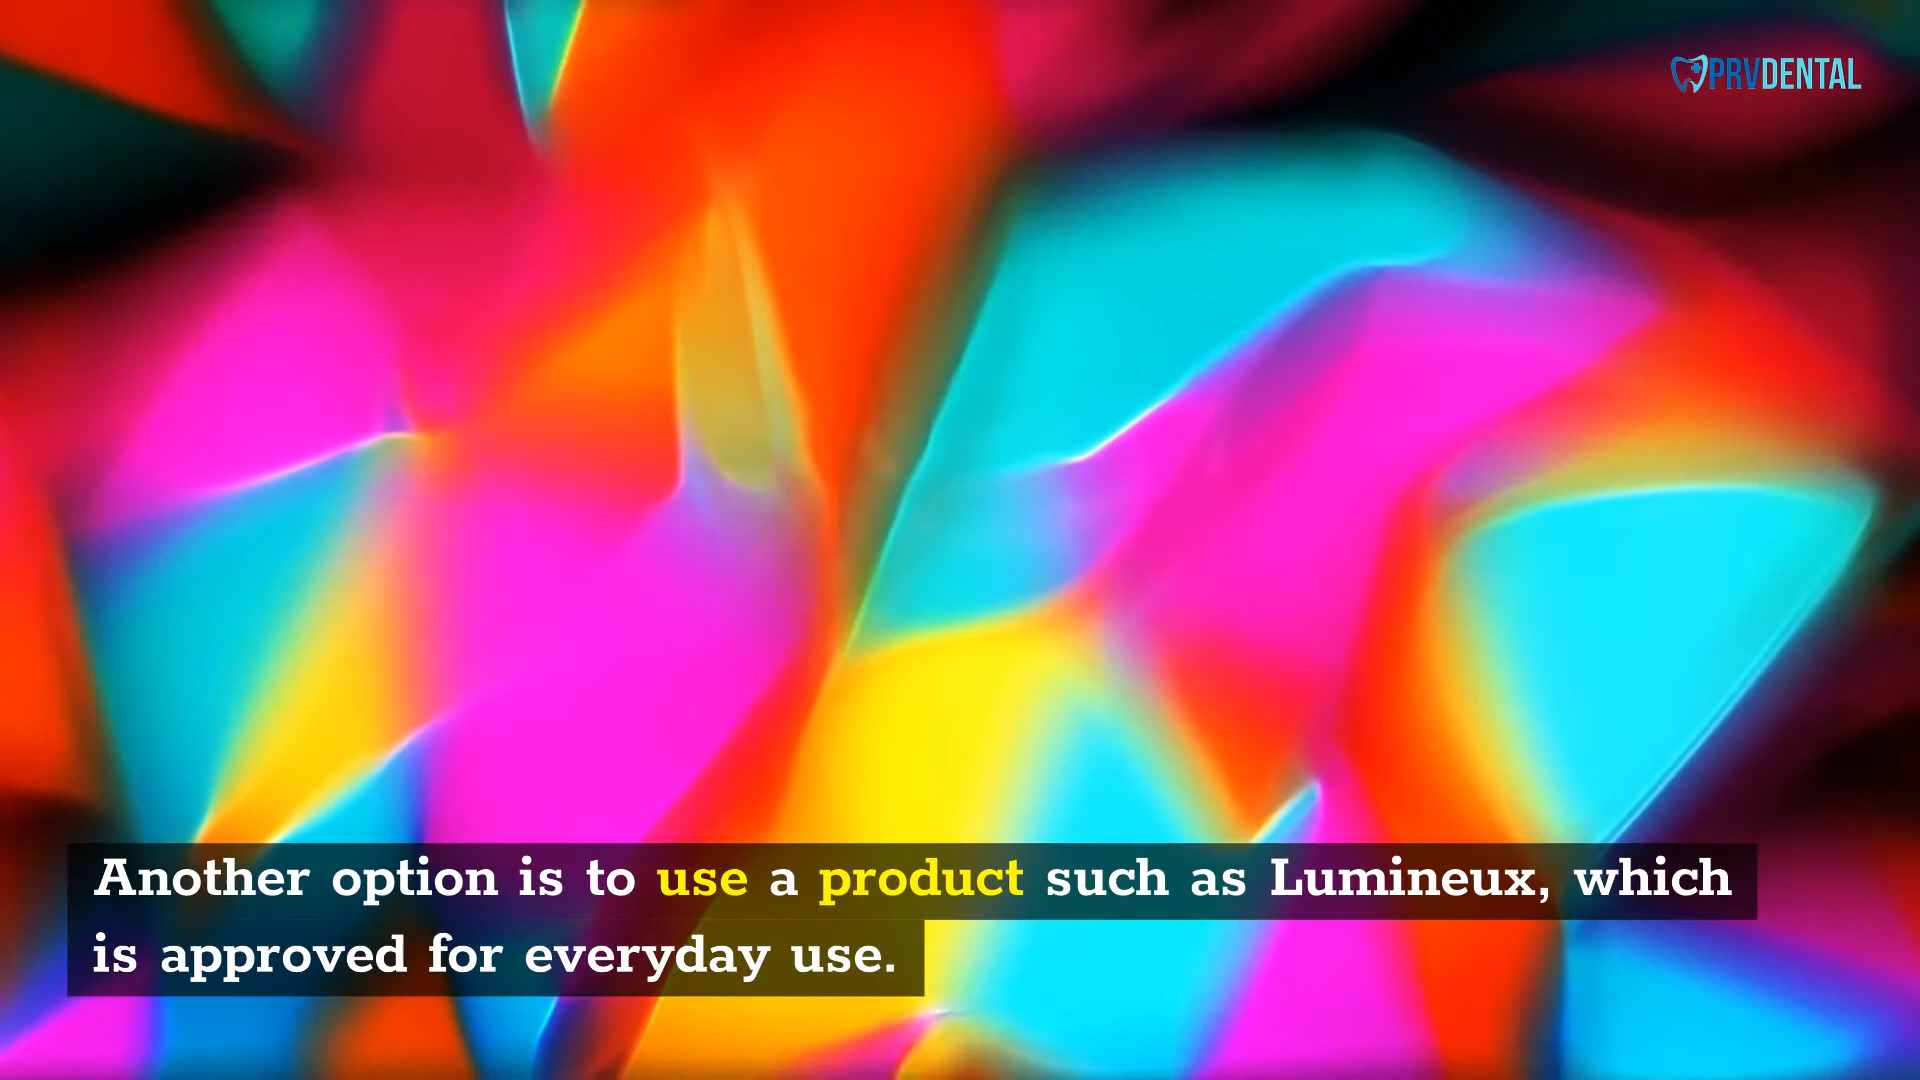 PRVDENTAL
Another option is to use a product such as Lumineux, which
is approved for everyday use.